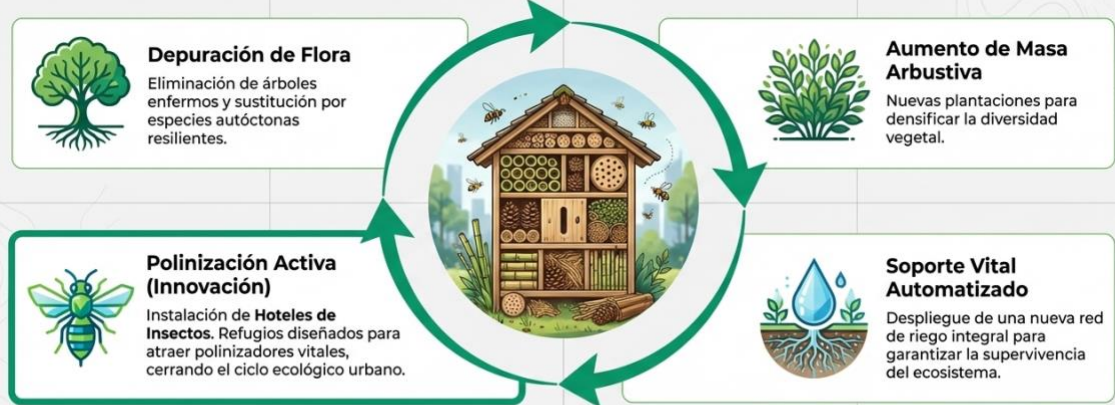 Depuración de Flora
Eliminación de árboles
enfermos y sustitución por
especies autóctonas
resilientes.
Aumento de Masa
Arbustiva
Nuevas plantaciones para
densificar la diversidad
vegetal.
Polinización Activa
(Innovación)
Instalación de Hoteles de
Insectos. Refugios diseñados para
atraer polinizadores vitales,
cerrando el ciclo ecológico urbano.
Soporte Vital
Automatizado
Despliegue de una nueva red
de riego integral para
garantizar la supervivencia
del ecosistema.